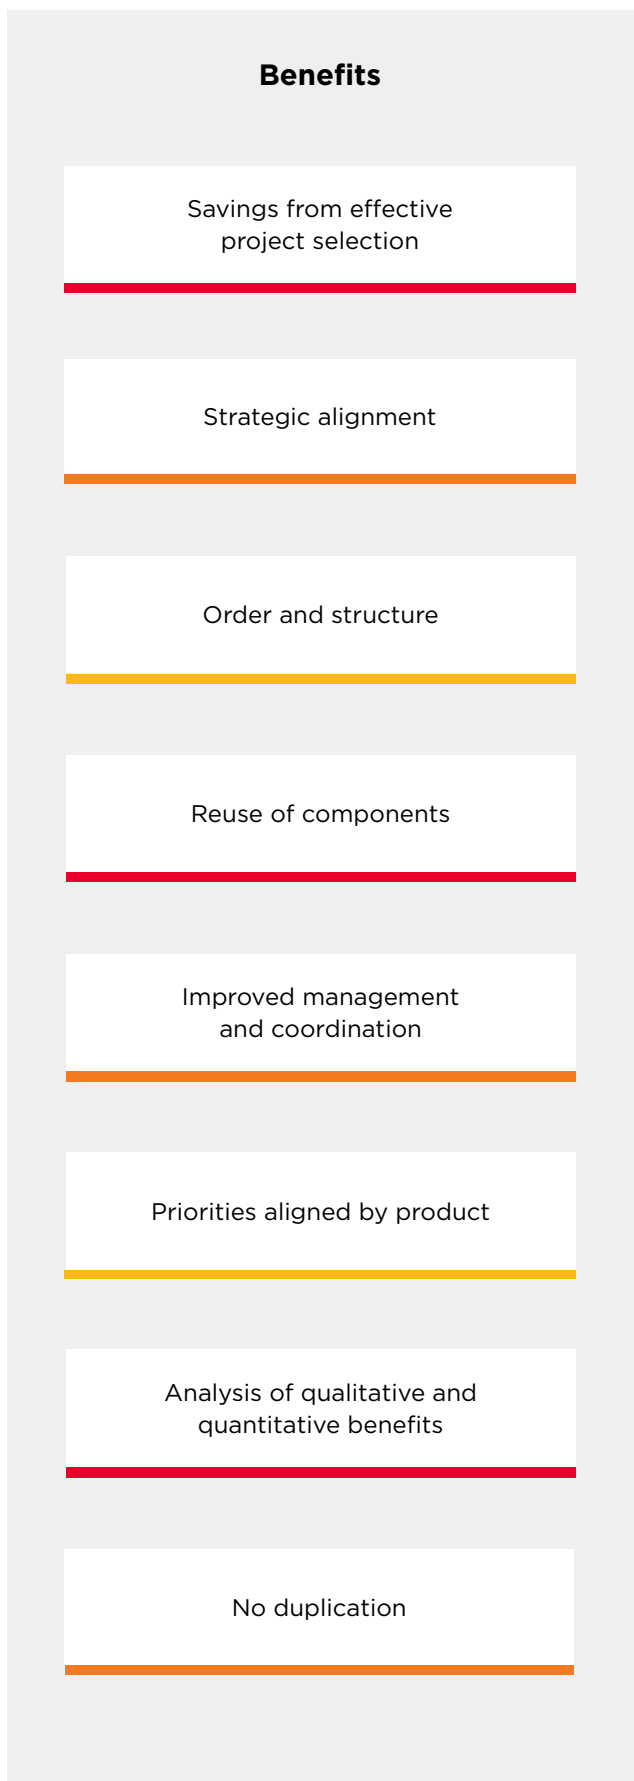 Benefits
Savings from effective
project selection
Strategic alignment
Order and structure
Reuse of components
Improved management
and coordination
Priorities aligned by product
Analysis of qualitative and
quantitative benefits
No duplication